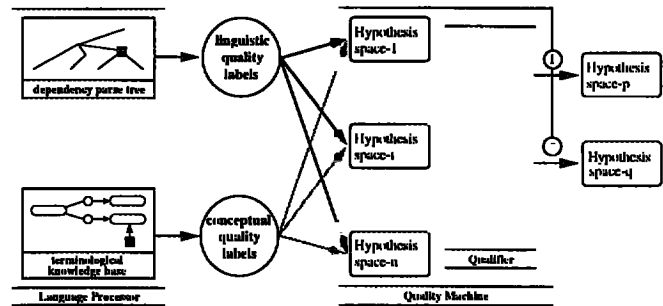 dependency parse tree
linguistic
quality
labels
terminological
knowledge base
conceptual
quality
labels
Language Processor
Hypothesis
space-1
Hypothesis
space-i
Hypothesis
space-n
Qualifier
Quality Machine
Hypothesis
space-p
Hypothesis
space-q